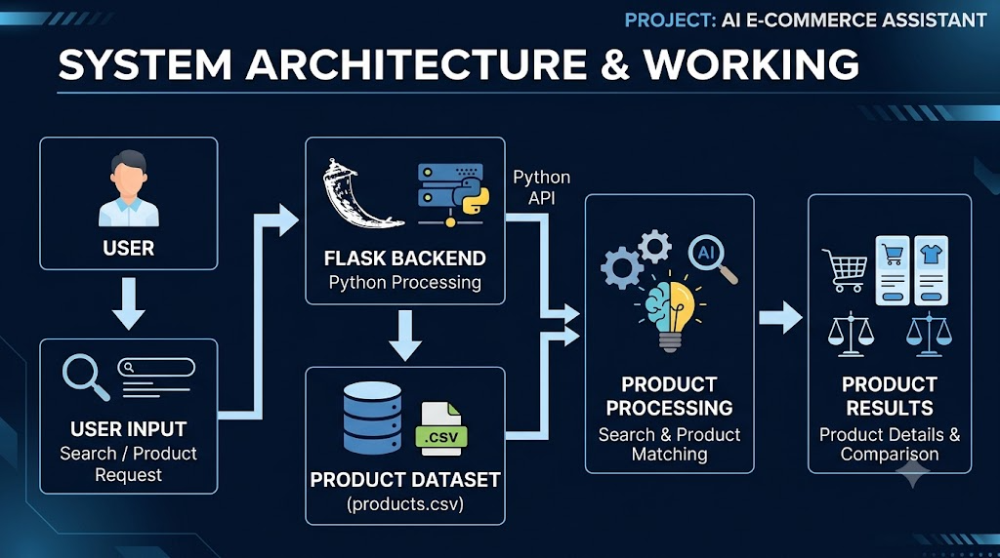 PROJECT: AI E-COMMERCE ASSISTANT
SYSTEM ARCHITECTURE & WORKING
USER
USER INPUT
Search / Product
Request
FLASK BACKEND
Python Processing
Python
API
.CSV
PRODUCT DATASET
(products.csv)
AI
PRODUCT
PROCESSING
Search & Product
Matching
PRODUCT
RESULTS
Product Details &
Comparison